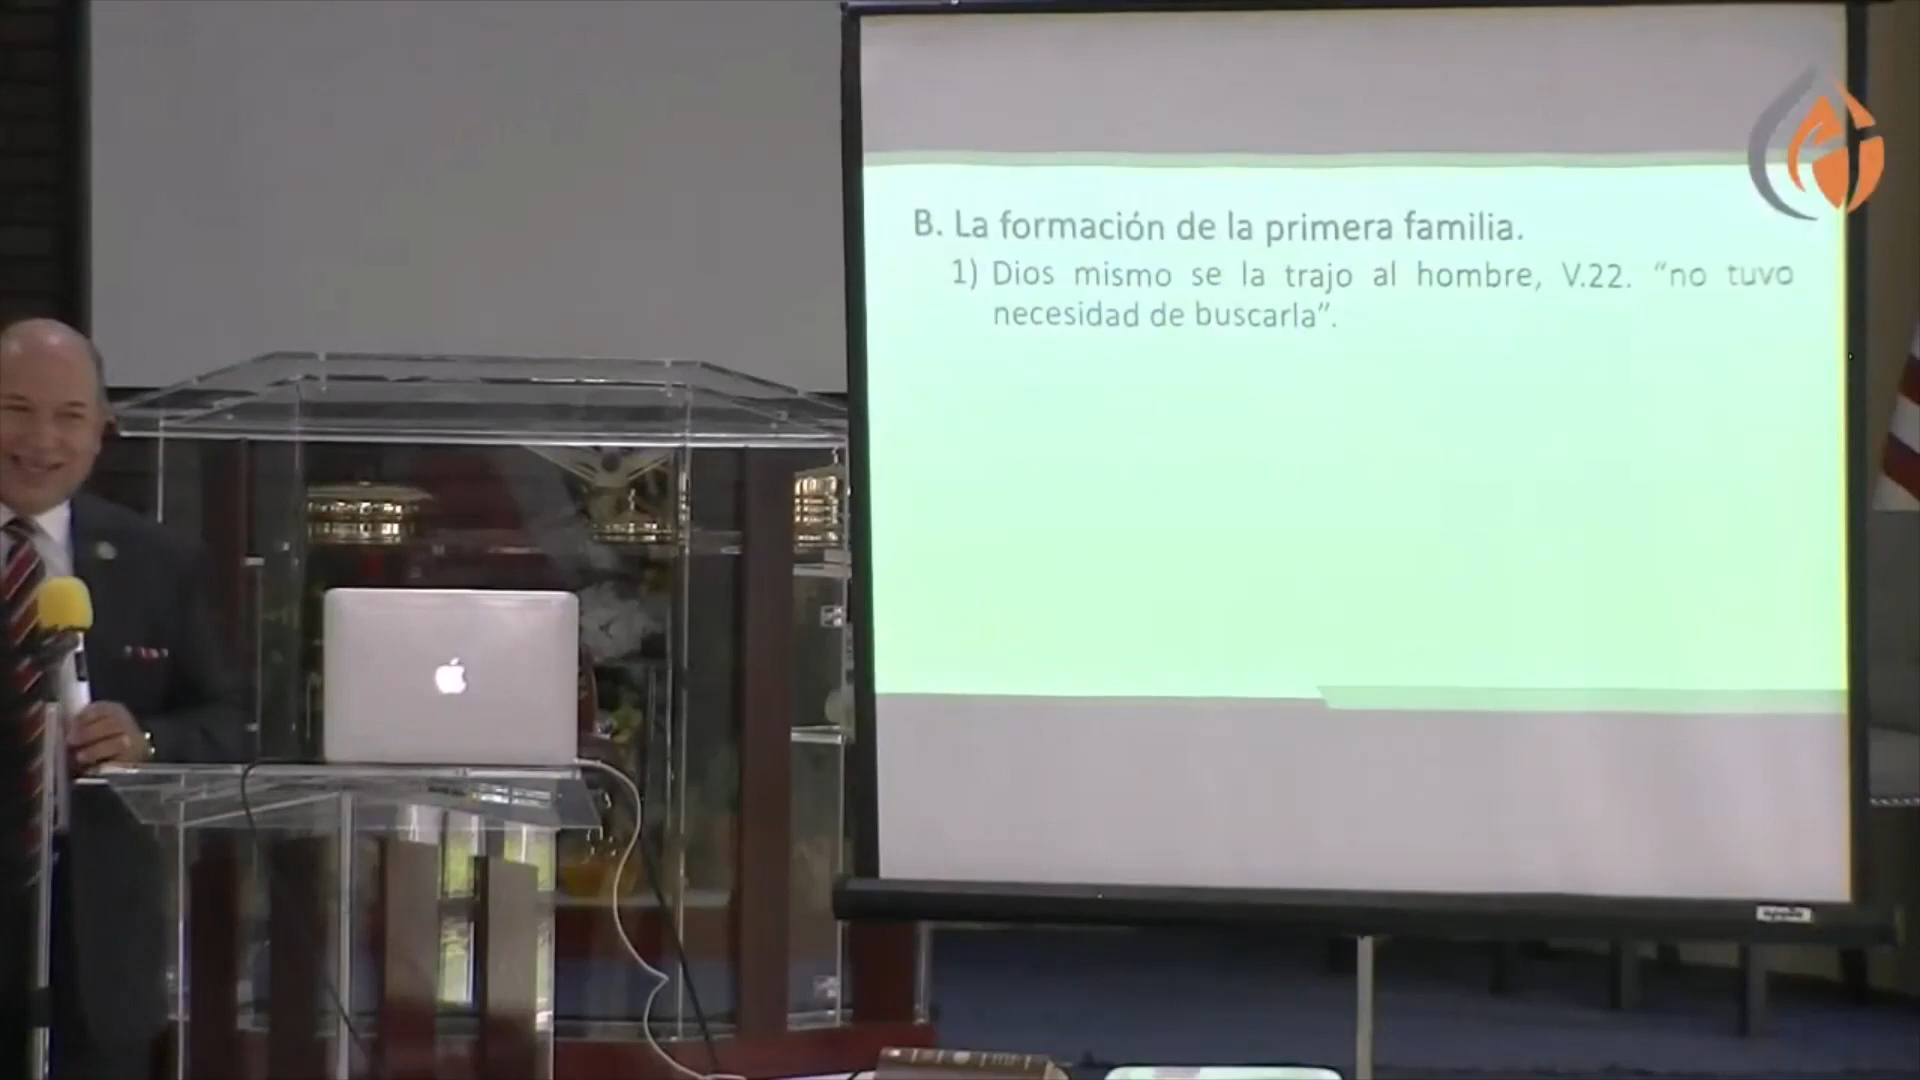 B. La formación de la primera familia.
1) Dios mismo se la trajo al hombre, V.22. “no tuvo
necesidad de buscarla”.